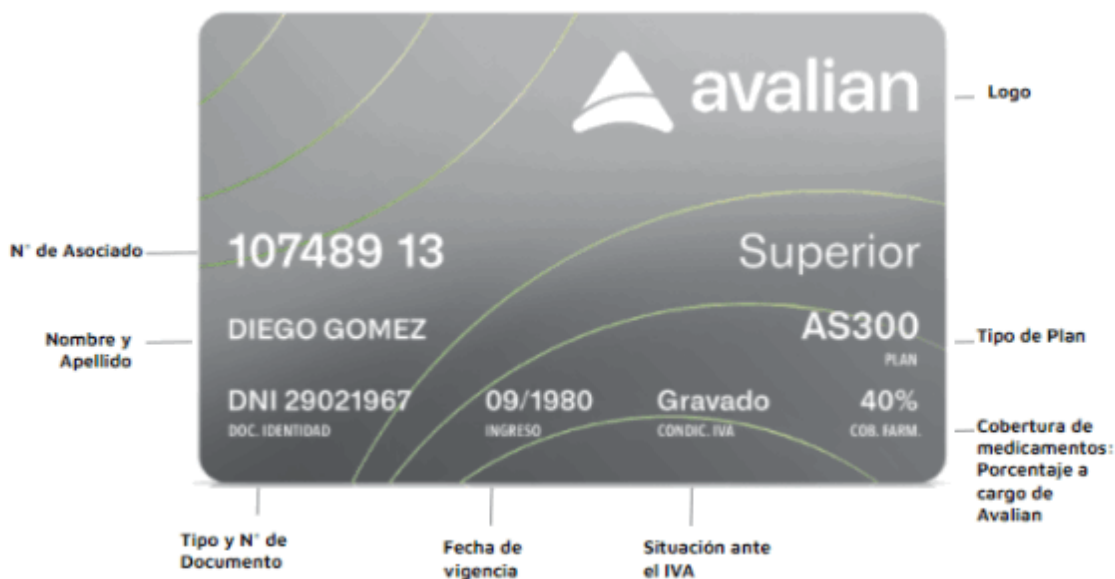 avalian
Logo
N° de Asociado
107489 13
Superior
Nombre y
Apellido
DIEGO GOMEZ
AS300
PLAN
Tipo de Plan
DNI 29021967
DOC. IDENTIDAD
09/1980
INGRESO
Gravado
CONDIC. IVA
40%
COB. FARM.
Cobertura de
medicamentos:
Porcentaje a
cargo de
Avalian
Tipo y N° de
Documento
Fecha de
vigencia
Situación ante
el IVA